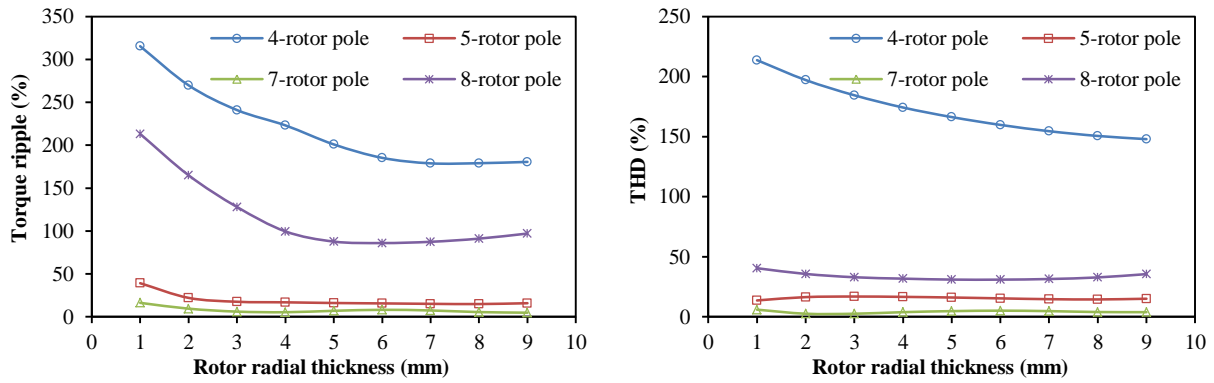 350
300
250
200
150
100
50
0
Torque ripple (%)
4-rotor pole
5-rotor pole
7-rotor pole
8-rotor pole
0 1 2 3 4 5 6 7 8 9 10
Rotor radial thickness (mm)
250
200
150
100
50
0
THD (%)
4-rotor pole
5-rotor pole
7-rotor pole
8-rotor pole
0 1 2 3 4 5 6 7 8 9 10
Rotor radial thickness (mm)